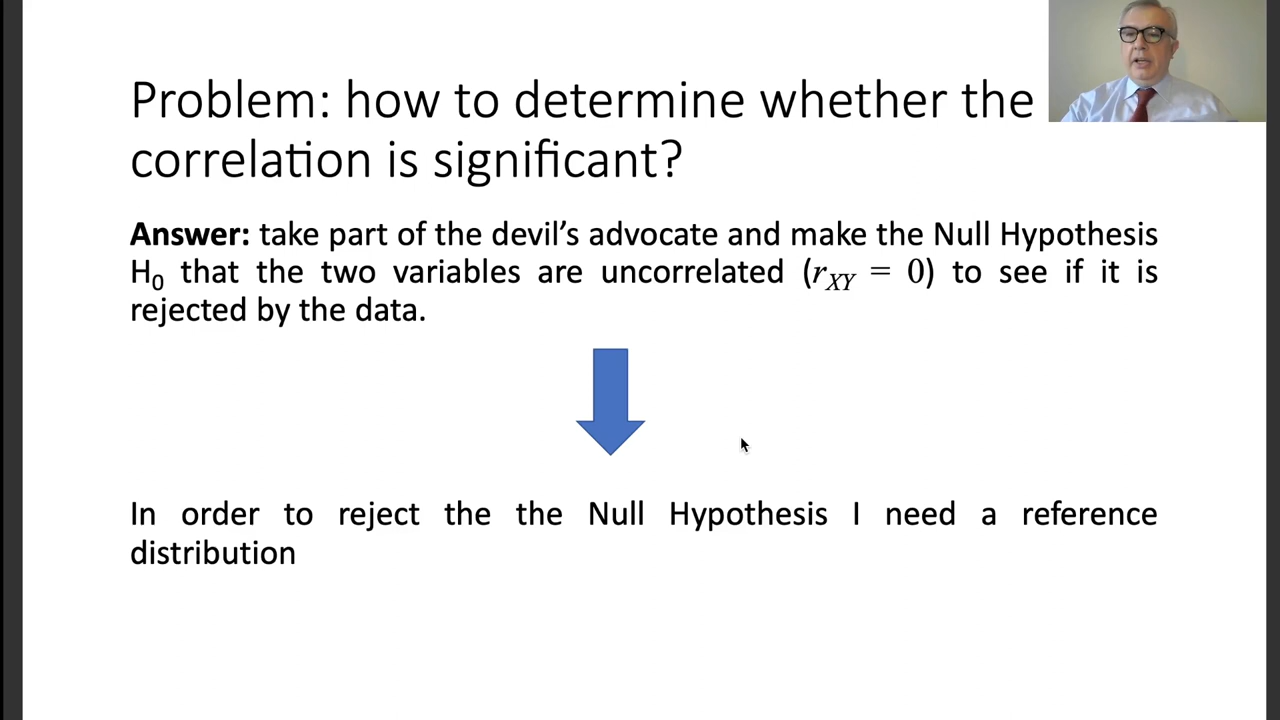 Problem: how to determine whether the
correlation is significant?
Answer: take part of the devil’s advocate and make the Null Hypothesis
H₀ that the two variables are uncorrelated (r_XY = 0) to see if it is
rejected by the data.
In order to reject the the Null Hypothesis I need a reference
distribution